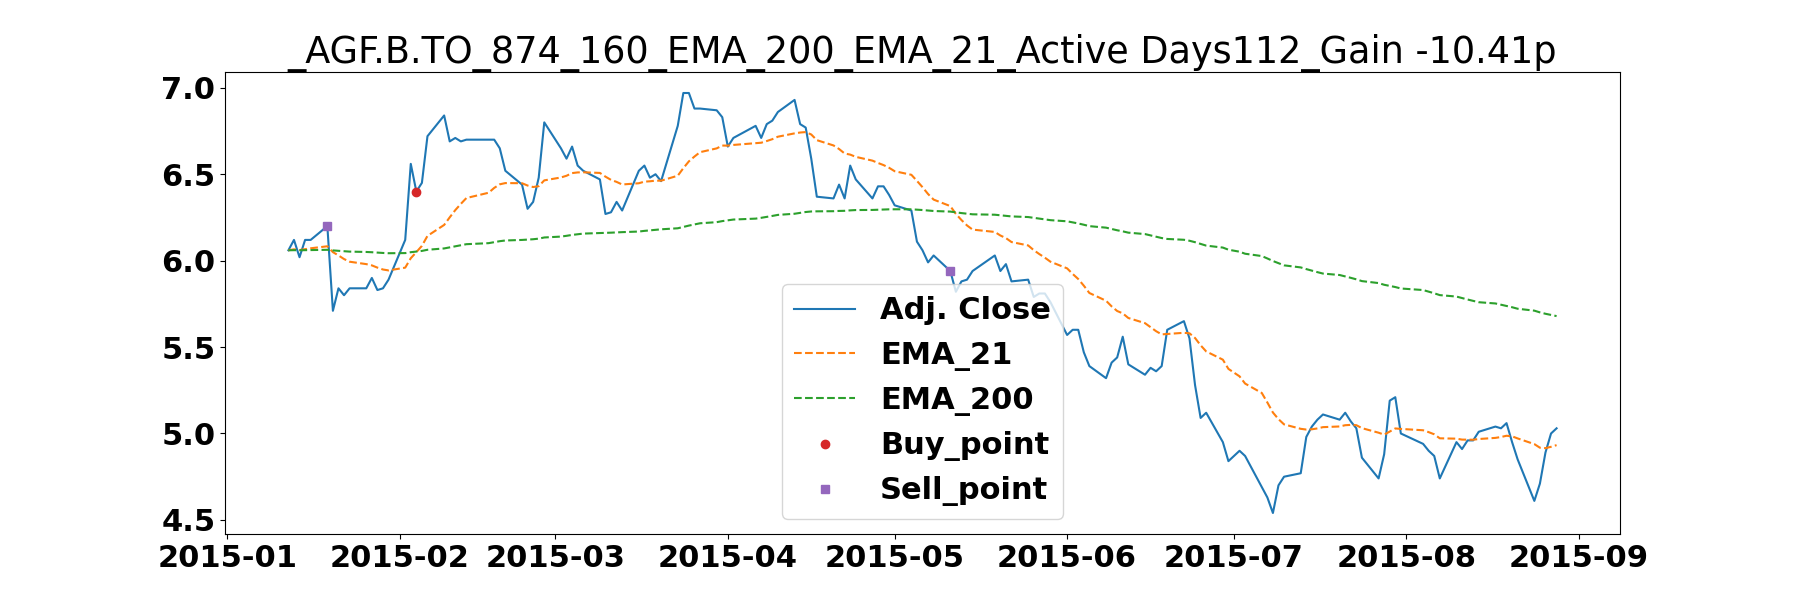 _AGF.B.TO_874_160_EMA_200_EMA_21_Active Days112_Gain -10.41p
7.0
6.5
6.0
5.5
5.0
4.5
Adj. Close
EMA_21
EMA_200
Buy_point
Sell_point
2015-01 2015-02 2015-03 2015-04 2015-05 2015-06 2015-07 2015-08 2015-09